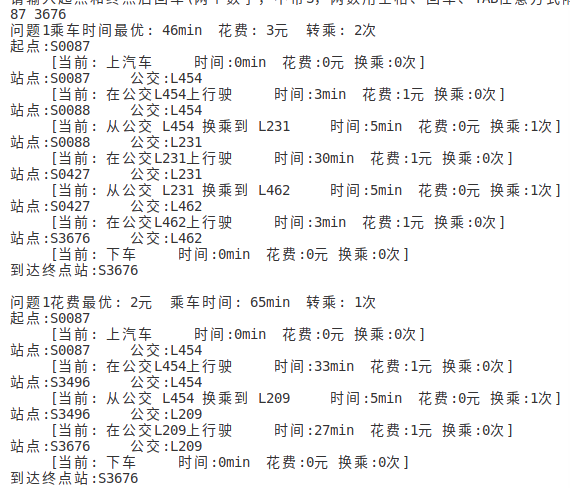 87 3676
问题1乘车时间最优: 46min  花费: 3元  转乘: 2次
起点:S0087
[当前: 上汽车    时间:0min  花费:0元 换乘:0次]
站点:S0087    公交:L454
[当前: 在公交L454上行驶    时间:3min  花费:1元 换乘:0次]
站点:S0088    公交:L454
[当前: 从公交 L454 换乘到 L231    时间:5min  花费:0元 换乘:1次]
站点:S0088    公交:L231
[当前: 在公交L231上行驶    时间:30min  花费:1元 换乘:0次]
站点:S0427    公交:L231
[当前: 从公交 L231 换乘到 L462    时间:5min  花费:0元 换乘:1次]
站点:S0427    公交:L462
[当前: 在公交L462上行驶    时间:3min  花费:1元 换乘:0次]
站点:S3676    公交:L462
[当前: 下车    时间:0min  花费:0元 换乘:0次]
到达终点站:S3676
问题1花费最优: 2元  乘车时间: 65min  转乘: 1次
起点:S0087
[当前: 上汽车    时间:0min  花费:0元 换乘:0次]
站点:S0087    公交:L454
[当前: 在公交L454上行驶    时间:33min  花费:1元 换乘:0次]
站点:S3496    公交:L454
[当前: 从公交 L454 换乘到 L209    时间:5min  花费:0元 换乘:1次]
站点:S3496    公交:L209
[当前: 在公交L209上行驶    时间:27min  花费:1元 换乘:0次]
站点:S3676    公交:L209
[当前: 下车    时间:0min  花费:0元 换乘:0次]
到达终点站:S3676